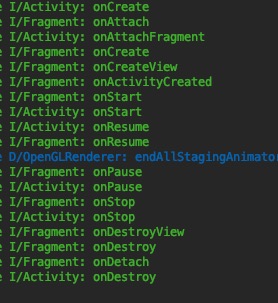 e I/Activity: onCreate
e I/Fragment: onAttach
e I/Activity: onAttachFragment
e I/Fragment: onCreate
e I/Fragment: onCreateView
e I/Fragment: onActivityCreated
e I/Fragment: onStart
e I/Activity: onStart
e I/Activity: onResume
e I/Fragment: onResume
e D/OpenGLRenderer: endAllStagingAnimator
e I/Fragment: onPause
e I/Activity: onPause
e I/Fragment: onStop
e I/Activity: onStop
e I/Fragment: onDestroyView
e I/Fragment: onDestroy
e I/Fragment: onDetach
e I/Activity: onDestroy